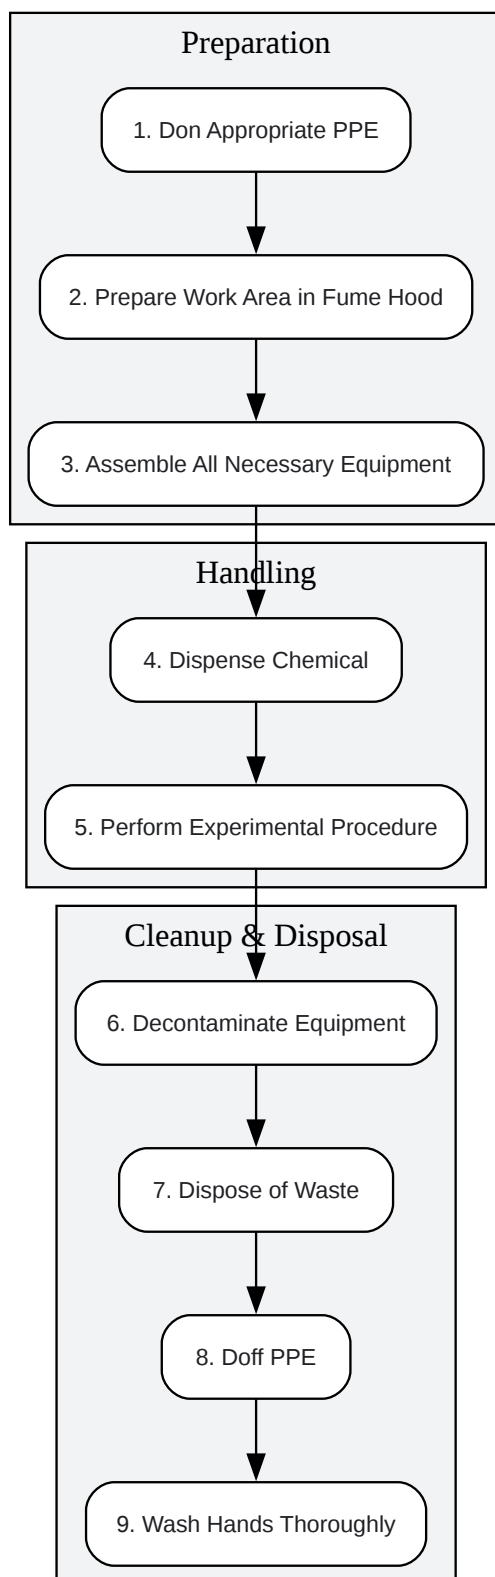 Preparation
1. Don Appropriate PPE
2. Prepare Work Area in Fume Hood
3. Assemble All Necessary Equipment
Handling
4. Dispense Chemical
5. Perform Experimental Procedure
Cleanup & Disposal
6. Decontaminate Equipment
7. Dispose of Waste
8. Doff PPE
9. Wash Hands Thoroughly